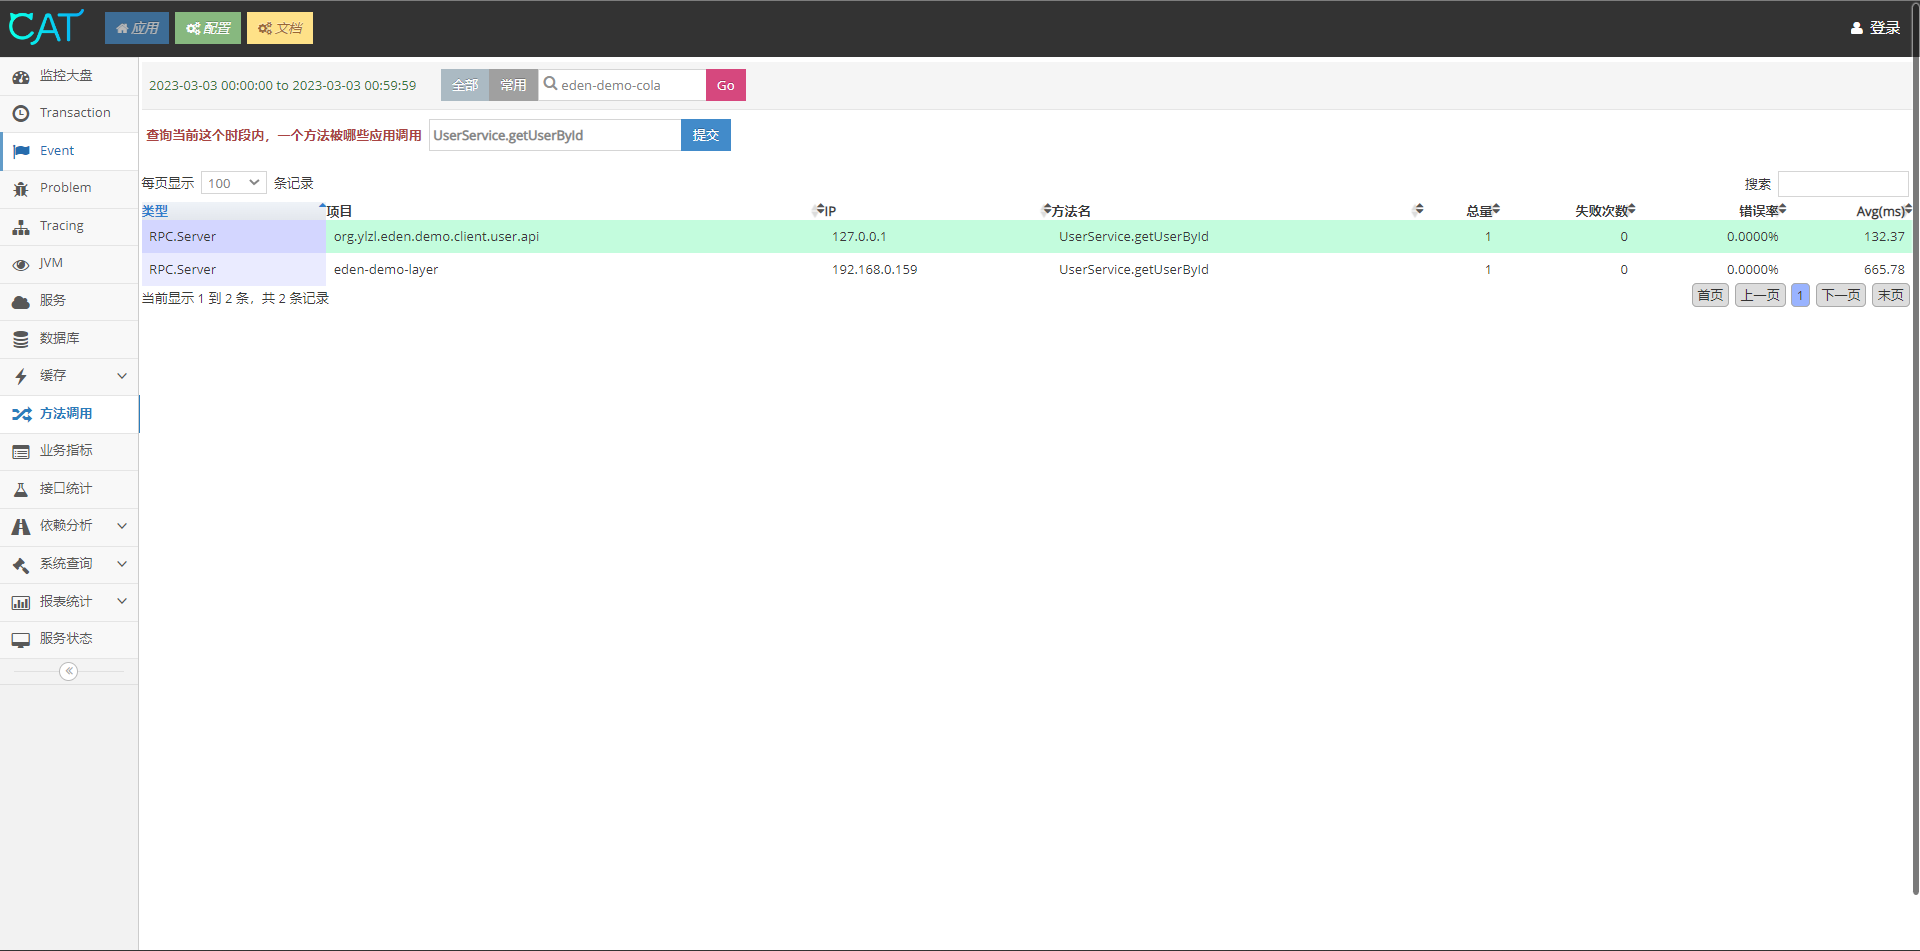 CAT 应用 配置 文档 登录
监控大盘
Transaction
Event
Problem
Tracing
JVM
服务
数据库
缓存
方法调用
业务指标
接口统计
依赖分析
系统查询
报表统计
服务状态
2023-03-03 00:00:00 to 2023-03-03 00:59:59 全部 常用 eden-demo-cola Go
查询当前这个时段内，一个方法被哪些应用调用 UserService.getUserById 提交
每页显示 100 条记录 搜索
类型 项目 IP 方法名 总量 失败次数 错误率 Avg(ms)
RPC.Server org.ylzl.eden.demo.client.user.api 127.0.0.1 UserService.getUserById 1 0 0.0000% 132.37
RPC.Server eden-demo-layer 192.168.0.159 UserService.getUserById 1 0 0.0000% 665.78
当前显示 1 到 2 条，共 2 条记录 首页 上一页 1 下一页 末页